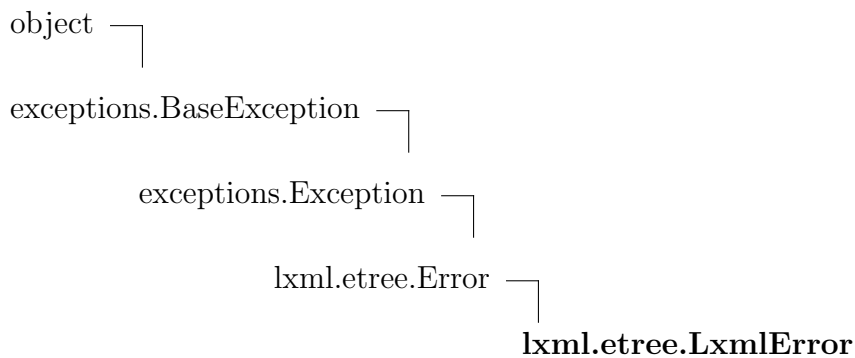 object
exceptions.BaseException
exceptions.Exception
lxml.etree.Error
lxml.etree.LxmlError